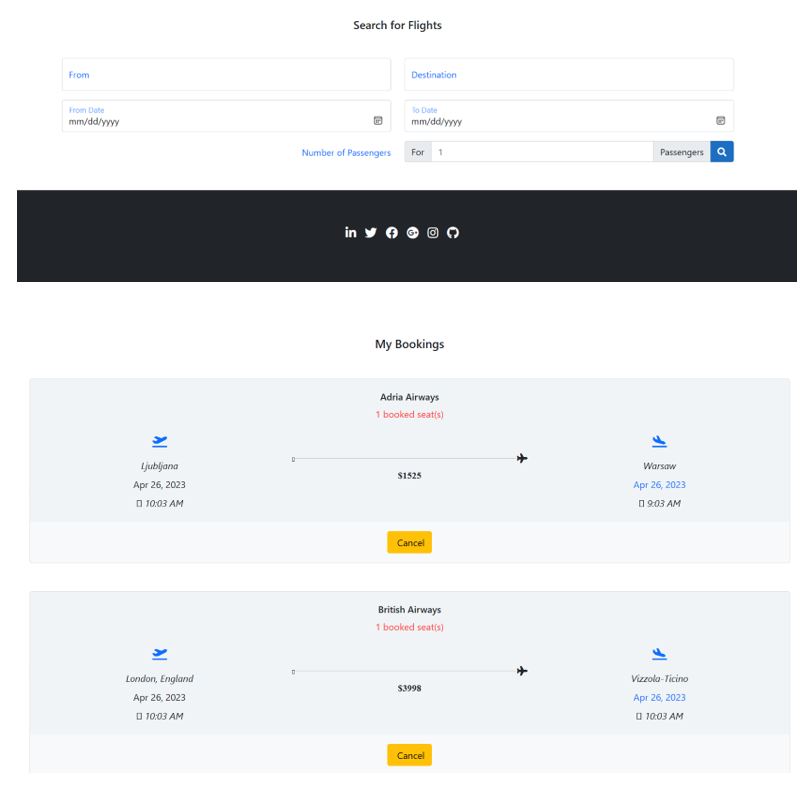 Search for Flights
From
Destination
From Date
mm/dd/yyyy
To Date
mm/dd/yyyy
Number of Passengers
For 1 Passengers
My Bookings
Adria Airways
1 booked seat(s)
Ljubljana
Apr 26, 2023
10:03 AM
$1525
Warsaw
Apr 26, 2023
9:03 AM
Cancel
British Airways
1 booked seat(s)
London, England
Apr 26, 2023
10:03 AM
$3998
Vizzola-Ticino
Apr 26, 2023
10:03 AM
Cancel